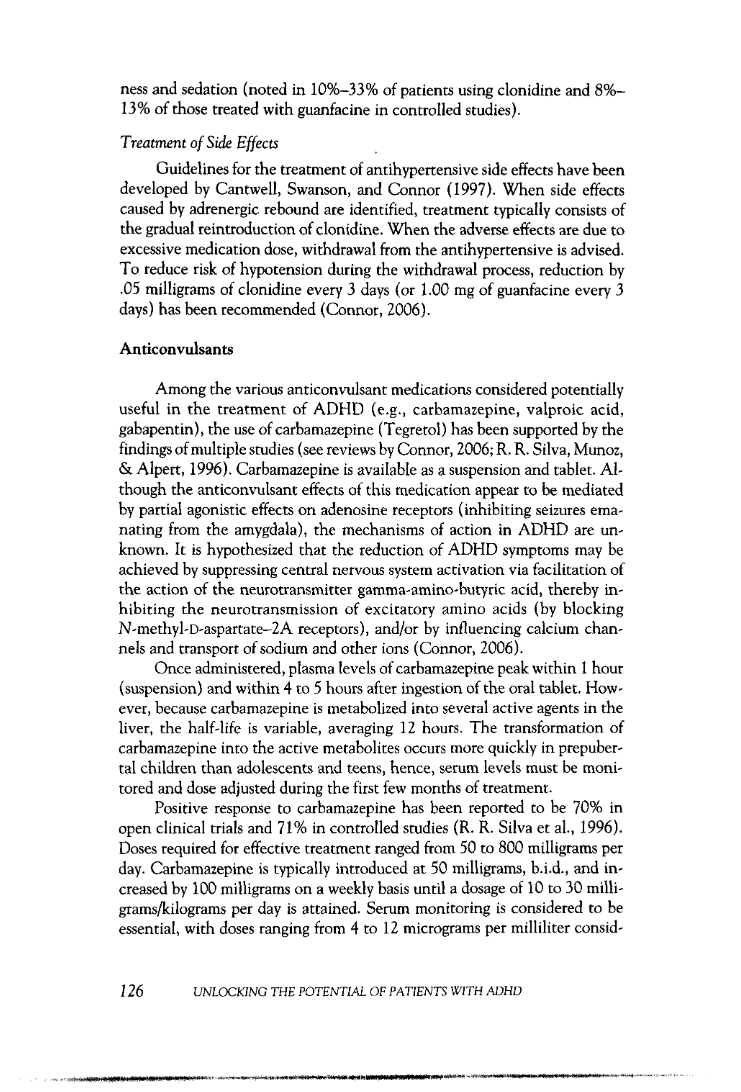 ness and sedation (noted in 10%–33% of patients using clonidine and 8%–
13% of those treated with guanfacine in controlled studies).
Treatment of Side Effects
Guidelines for the treatment of antihypertensive side effects have been
developed by Cantwell, Swanson, and Connor (1997). When side effects
caused by adrenergic rebound are identified, treatment typically consists of
the gradual reintroduction of clonidine. When the adverse effects are due to
excessive medication dose, withdrawal from the antihypertensive is advised.
To reduce risk of hypotension during the withdrawal process, reduction by
.05 milligrams of clonidine every 3 days (or 1.00 mg of guanfacine every 3
days) has been recommended (Connor, 2006).
Anticonvulsants
Among the various anticonvulsant medications considered potentially
useful in the treatment of ADHD (e.g., carbamazepine, valproic acid,
gabapentin), the use of carbamazepine (Tegretol) has been supported by the
findings of multiple studies (see reviews by Connor, 2006; R. R. Silva, Munoz,
& Alpert, 1996). Carbamazepine is available as a suspension and tablet. Al-
though the anticonvulsant effects of this medication appear to be mediated
by partial agonistic effects on adenosine receptors (inhibiting seizures ema-
nating from the amygdala), the mechanisms of action in ADHD are un-
known. It is hypothesized that the reduction of ADHD symptoms may be
achieved by suppressing central nervous system activation via facilitation of
the action of the neurotransmitter gamma-amino-butyric acid, thereby in-
hibiting the neurotransmission of excitatory amino acids (by blocking
N-methyl-D-aspartate–2A receptors), and/or by influencing calcium chan-
nels and transport of sodium and other ions (Connor, 2006).
Once administered, plasma levels of carbamazepine peak within 1 hour
(suspension) and within 4 to 5 hours after ingestion of the oral tablet. How-
ever, because carbamazepine is metabolized into several active agents in the
liver, the half-life is variable, averaging 12 hours. The transformation of
carbamazepine into the active metabolites occurs more quickly in prepuber-
tal children than adolescents and teens, hence, serum levels must be moni-
tored and dose adjusted during the first few months of treatment.
Positive response to carbamazepine has been reported to be 70% in
open clinical trials and 71% in controlled studies (R. R. Silva et al., 1996).
Doses required for effective treatment ranged from 50 to 800 milligrams per
day. Carbamazepine is typically introduced at 50 milligrams, b.i.d., and in-
creased by 100 milligrams on a weekly basis until a dosage of 10 to 30 milli-
grams/kilograms per day is attained. Serum monitoring is considered to be
essential, with doses ranging from 4 to 12 micrograms per milliliter consid-
126 UNLOCKING THE POTENTIAL OF PATIENTS WITH ADHD